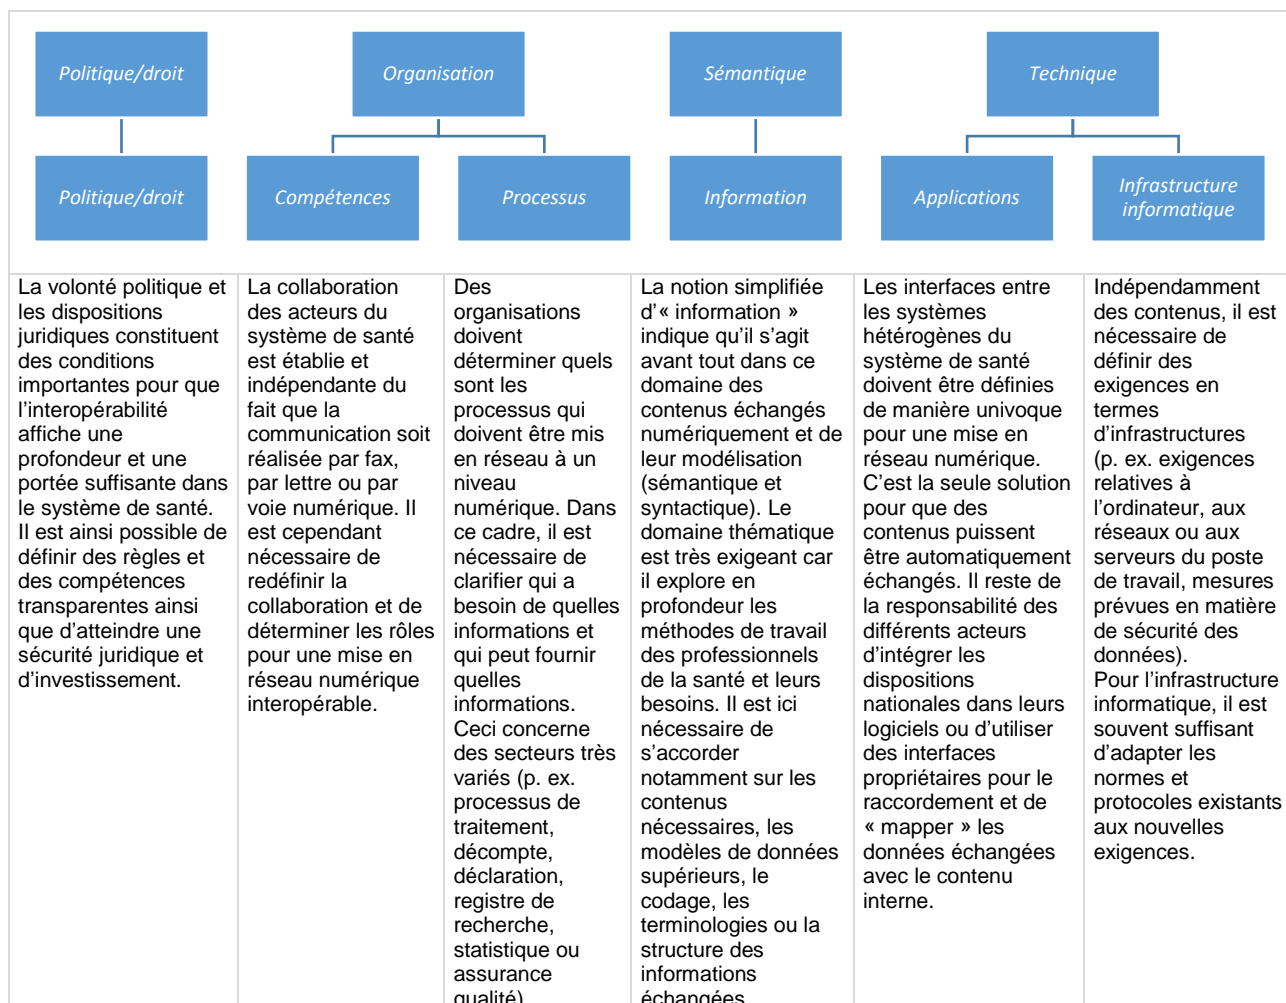 Politique/droit
Organisation
Sémantique
Technique
Politique/droit
Compétences
Processus
Information
Applications
Infrastructure
informatique
La volonté politique et
les dispositions
juridiques constituent
des conditions
importantes pour que
l’interopérabilité
affiche une
profondeur et une
portée suffisante dans
le système de santé.
Il est ainsi possible de
définir des règles et
des compétences
transparentes ainsi
que d’atteindre une
sécurité juridique et
d’investissement.
La collaboration
des acteurs du
système de santé
est établie et
indépendante du
fait que la
communication soit
réalisée par fax,
par lettre ou par
voie numérique. Il
est cependant
nécessaire de
redéfinir la
collaboration et de
déterminer les rôles
pour une mise en
réseau numérique
interopérable.
Des
organisations
doivent
déterminer quels
sont les
processus qui
doivent être mis
en réseau à un
niveau
numérique. Dans
ce cadre, il est
nécessaire de
clarifier qui a
besoin de quelles
informations et
qui peut fournir
quelles
informations.
Ceci concerne
des secteurs très
variés (p. ex.
processus de
traitement,
décompte,
déclaration,
registre de
recherche,
statistique ou
assurance
qualité)
La notion simplifiée
d’« information »
indique qu’il s’agit
avant tout dans ce
domaine des
contenus échangés
numériquement et de
leur modélisation
(sémantique et
syntactique). Le
domaine thématique
est très exigeant car
il explore en
profondeur les
méthodes de travail
des professionnels
de la santé et leurs
besoins. Il est ici
nécessaire de
s’accorder
notamment sur les
contenus
nécessaires, les
modèles de données
supérieurs, le
codage, les
terminologies ou la
structure des
informations
échangées
Les interfaces entre
les systèmes
hétérogènes du
système de santé
doivent être définies
de manière univoque
pour une mise en
réseau numérique.
C’est la seule solution
pour que des
contenus puissent
être automatiquement
échangés. Il reste de
la responsabilité des
différents acteurs
d’intégrer les
dispositions
nationales dans leurs
logiciels ou d’utiliser
des interfaces
propriétaires pour le
raccordement et de
« mapper » les
données échangées
avec le contenu
interne.
Indépendamment
des contenus, il est
nécessaire de
définir des
exigences en
termes
d’infrastructures
(p. ex. exigences
relatives à
l’ordinateur, aux
réseaux ou aux
serveurs du poste
de travail, mesures
prévues en matière
de sécurité des
données).
Pour l’infrastructure
informatique, il est
souvent suffisant
d’adapter les
normes et
protocoles existants
aux nouvelles
exigences.